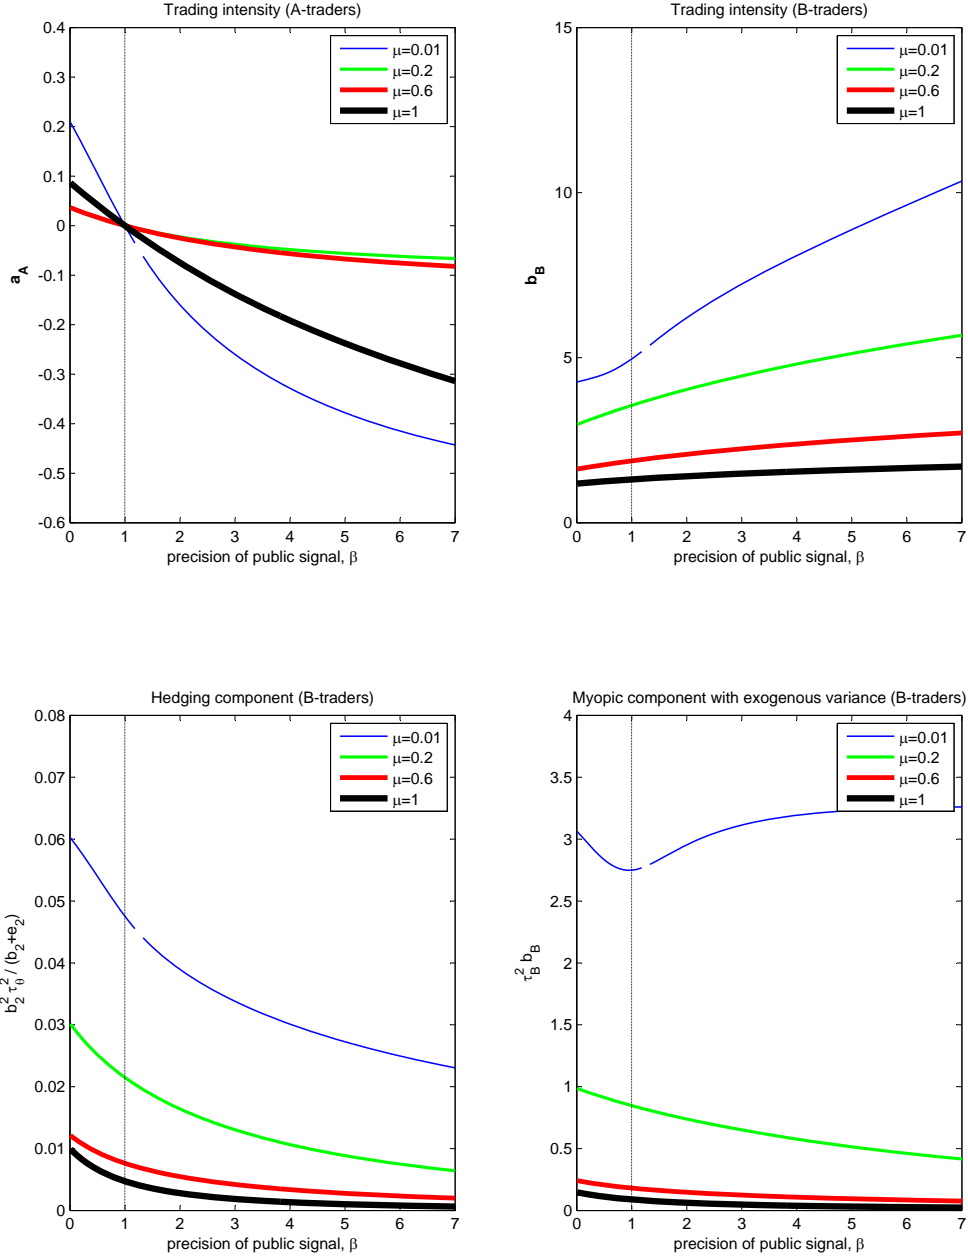 Trading intensity (A-traders)
0.4
0.3
0.2
0.1
0
-0.1
-0.2
-0.3
-0.4
-0.5
-0.6
a_A
μ=0.01
μ=0.2
μ=0.6
μ=1
0 1 2 3 4 5 6 7
precision of public signal, β
Trading intensity (B-traders)
15
10
5
0
b_B
μ=0.01
μ=0.2
μ=0.6
μ=1
0 1 2 3 4 5 6 7
precision of public signal, β
Hedging component (B-traders)
0.08
0.07
0.06
0.05
0.04
0.03
0.02
0.01
0
b_2^2 τ_θ^2 / (b_2+e_2)
μ=0.01
μ=0.2
μ=0.6
μ=1
0 1 2 3 4 5 6 7
precision of public signal, β
Myopic component with exogenous variance (B-traders)
4
3.5
3
2.5
2
1.5
1
0.5
0
τ_B^2 b_B
μ=0.01
μ=0.2
μ=0.6
μ=1
0 1 2 3 4 5 6 7
precision of public signal, β